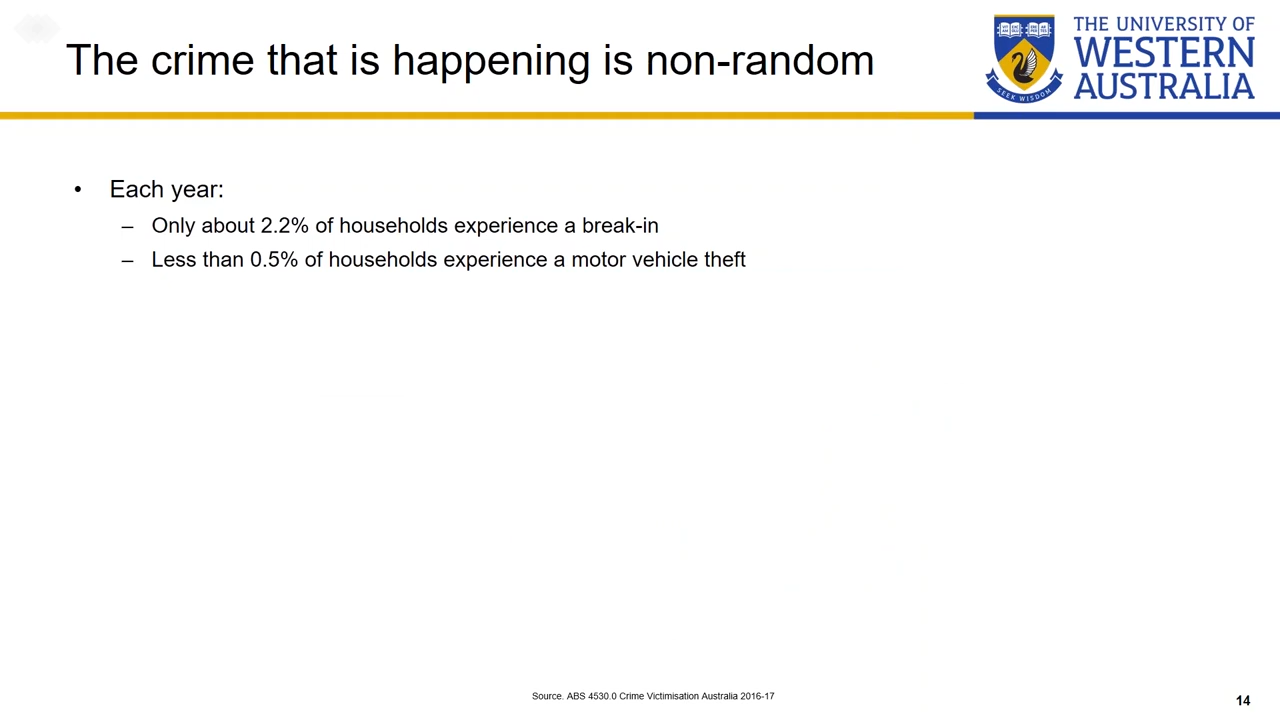 The crime that is happening is non-random
THE UNIVERSITY OF
WESTERN
AUSTRALIA
SEEK WISDOM
• Each year:
– Only about 2.2% of households experience a break-in
– Less than 0.5% of households experience a motor vehicle theft
Source. ABS 4530.0 Crime Victimisation Australia 2016-17
14